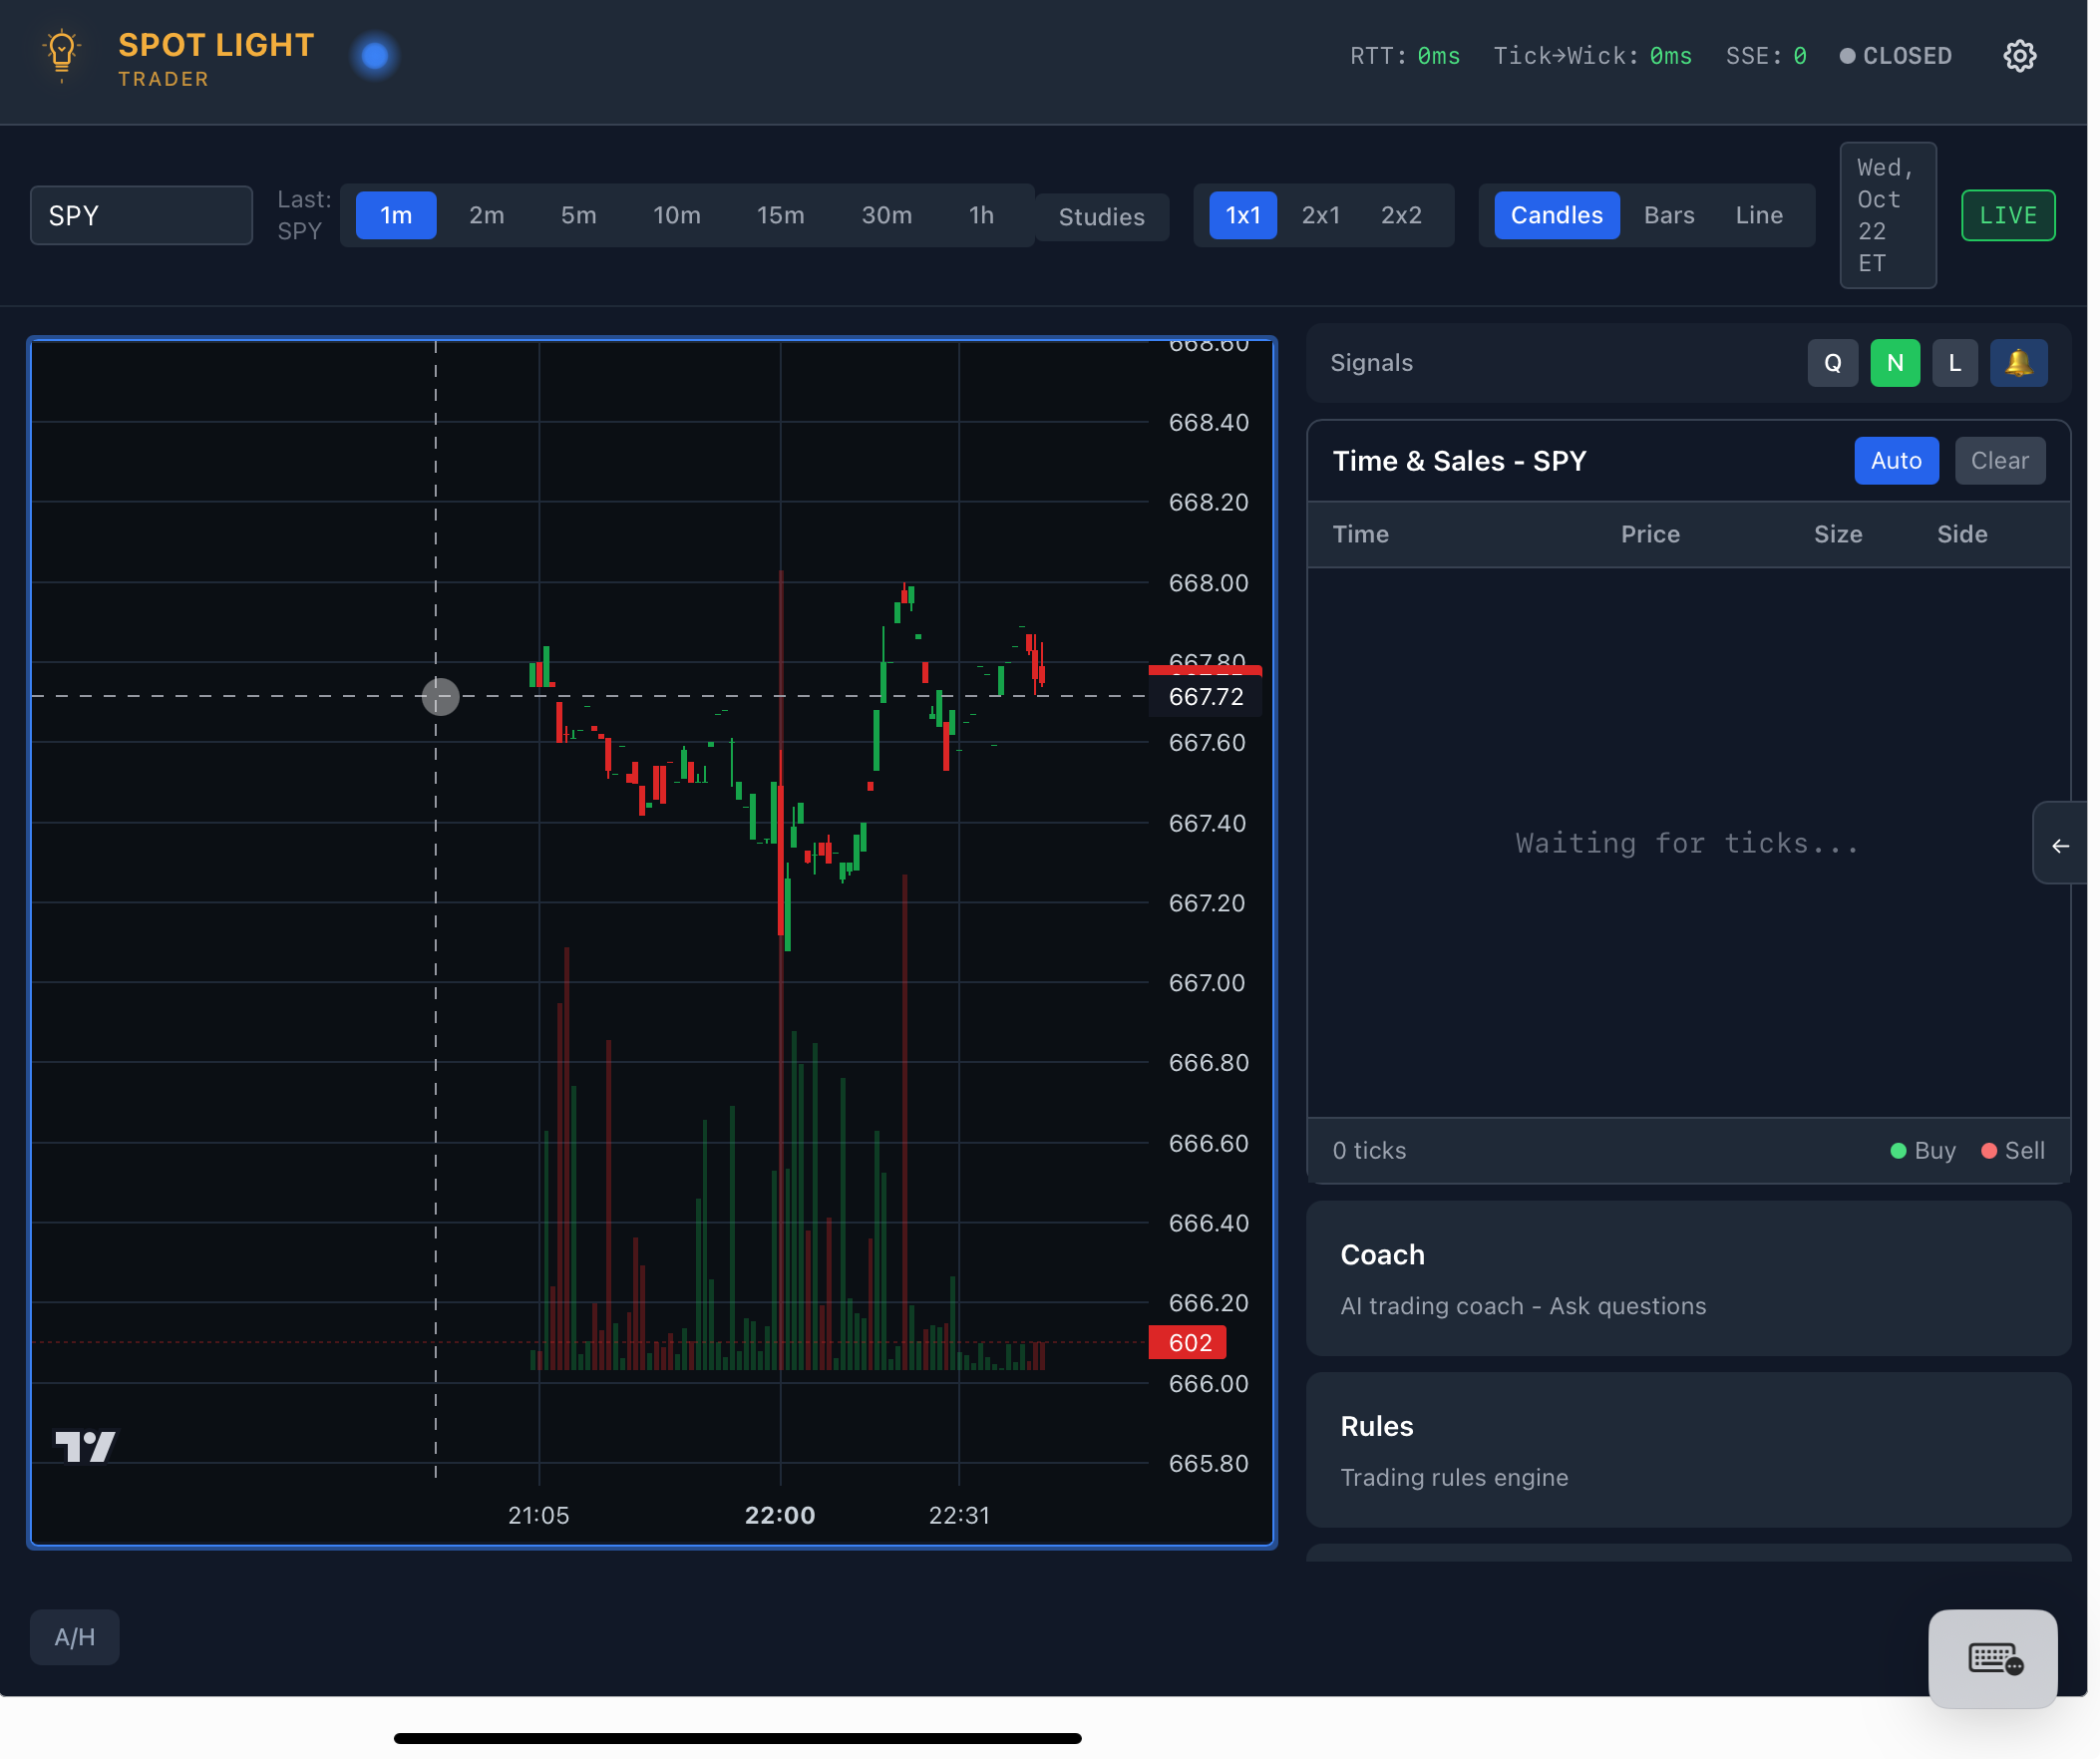 SPOT LIGHT
TRADER
RTT: 0ms Tick→Wick: 0ms SSE: 0 CLOSED
SPY
Last:
SPY
1m 2m 5m 10m 15m 30m 1h Studies
1x1 2x1 2x2
Candles Bars Line
Wed,
Oct
22
ET
LIVE
668.60
668.40
668.20
668.00
667.80
667.72
667.60
667.40
667.20
667.00
666.80
666.60
666.40
666.20
602
666.00
665.80
21:05 22:00 22:31
Signals
Q N L
Time & Sales - SPY
Auto Clear
Time Price Size Side
Waiting for ticks...
0 ticks
Buy Sell
Coach
AI trading coach - Ask questions
Rules
Trading rules engine
A/H